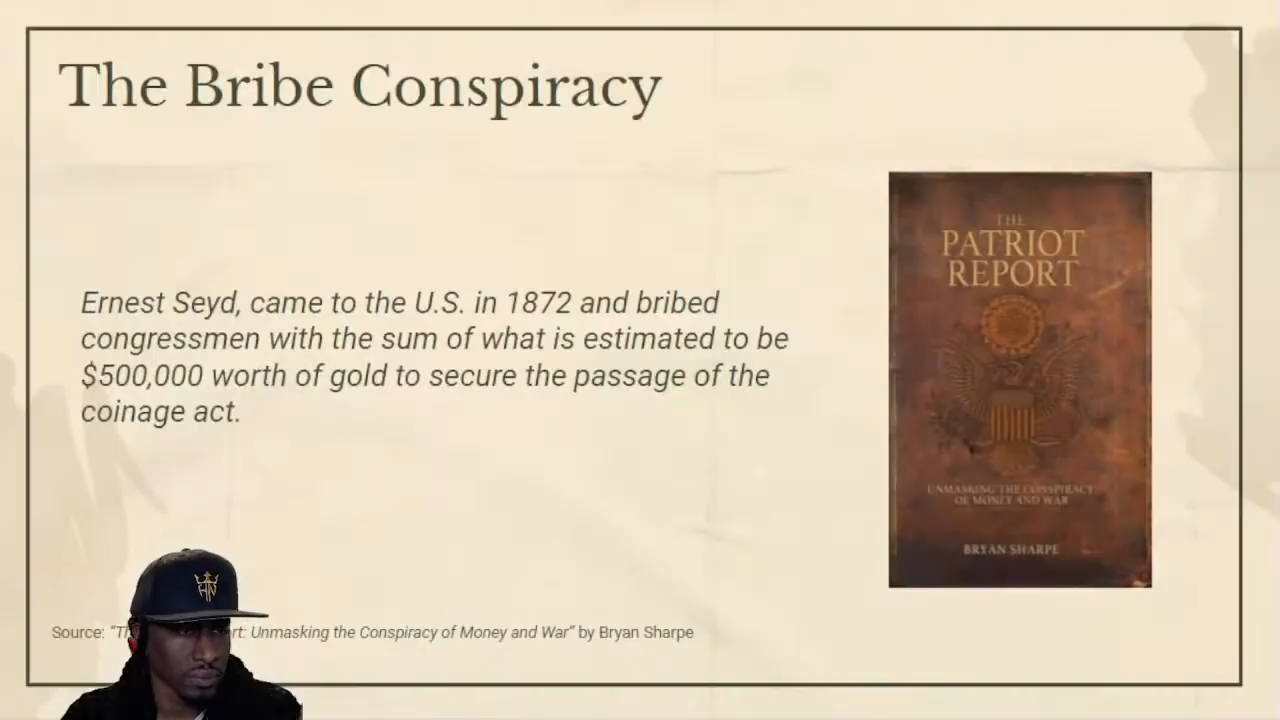 The Bribe Conspiracy
Ernest Seyd, came to the U.S. in 1872 and bribed
congressmen with the sum of what is estimated to be
$500,000 worth of gold to secure the passage of the
coinage act.
THE
PATRIOT
REPORT
UNMASKING THE CONSPIRACY
OF MONEY AND WAR
BRYAN SHARPE
Source: Unmasking the Conspiracy of Money and War” by Bryan Sharpe